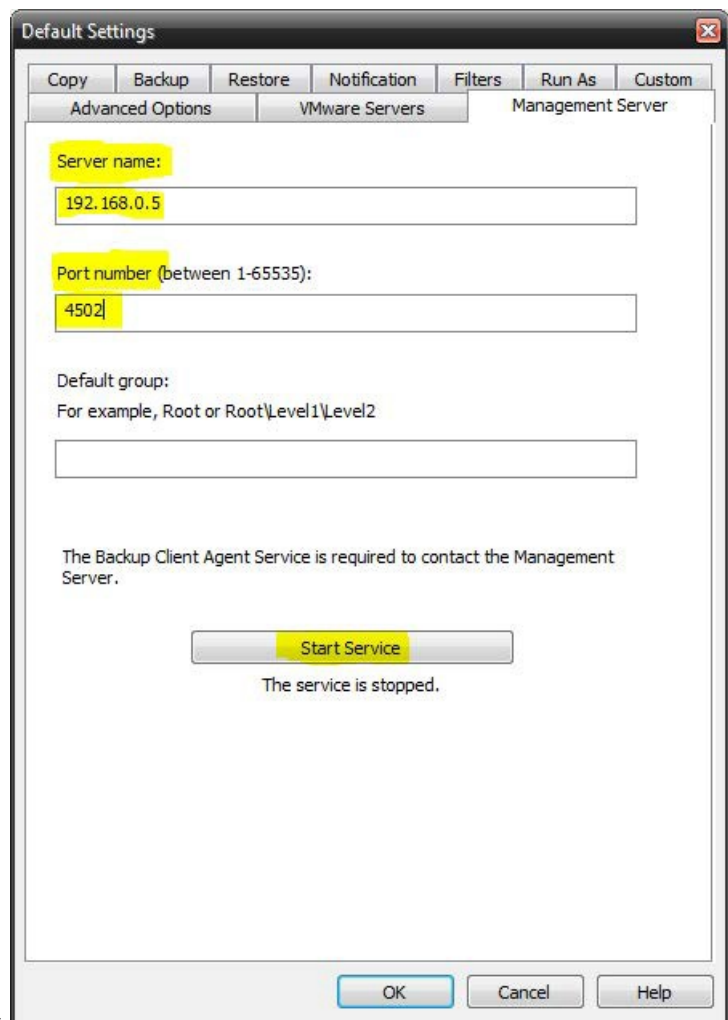 Default Settings
Copy Backup Restore Notification Filters Run As Custom
Advanced Options VMware Servers Management Server
Server name:
192.168.0.5
Port number (between 1-65535):
4502
Default group:
For example, Root or Root\Level1\Level2
The Backup Client Agent Service is required to contact the Management
Server.
Start Service
The service is stopped.
OK Cancel Help